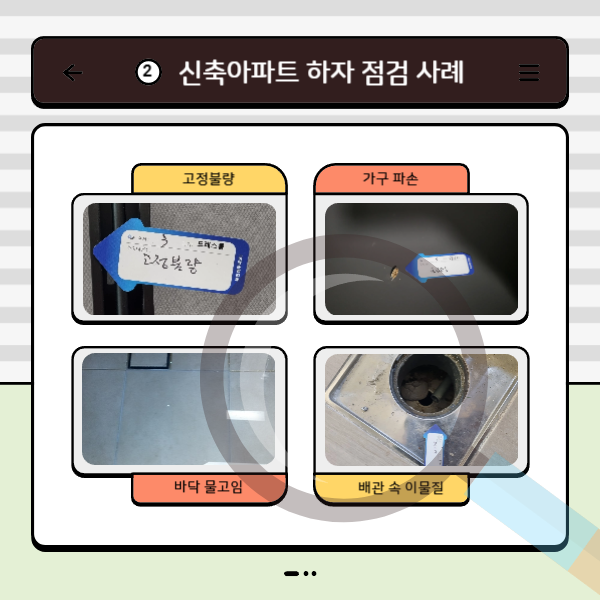 2 신축아파트 하자 점검 사례
고정불량
가구 파손
드레스룸
고정불량
바닥 물고임
배관 속 이물질